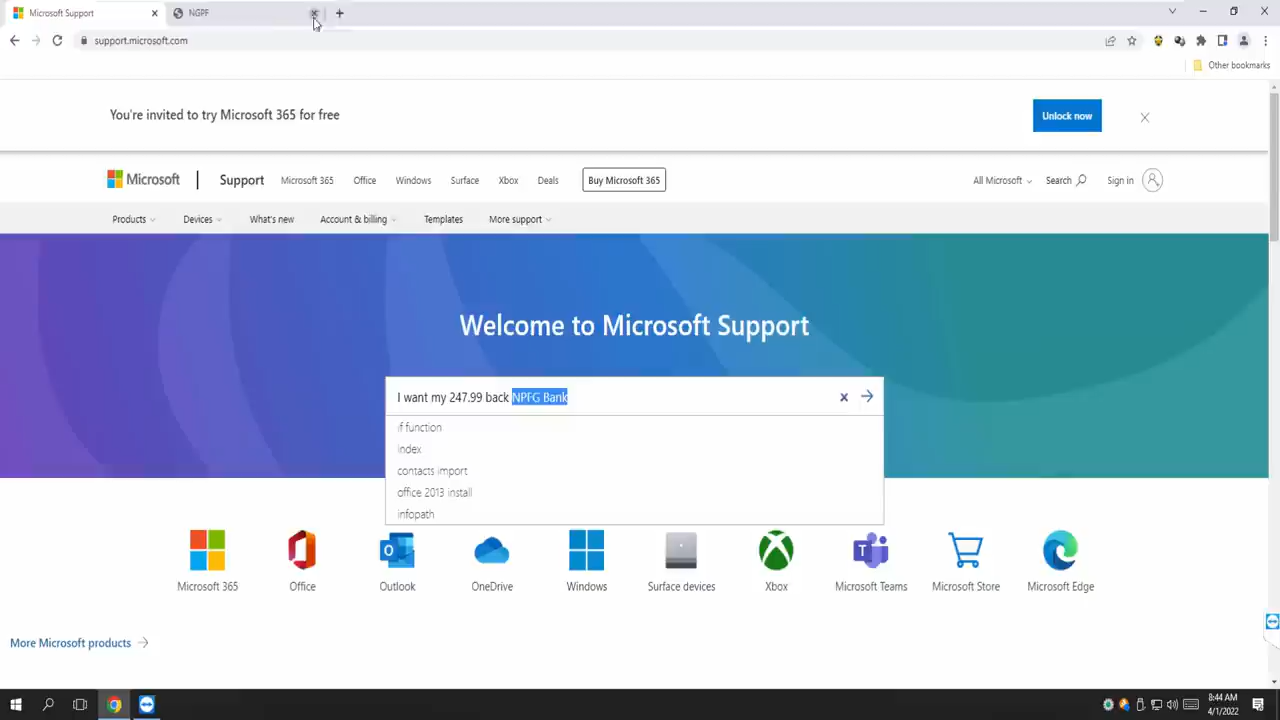 Microsoft Support
NGPF
support.microsoft.com
Other bookmarks
You're invited to try Microsoft 365 for free
Unlock now
Microsoft
Support
Microsoft 365
Office
Windows
Surface
Xbox
Deals
Buy Microsoft 365
All Microsoft
Search
Sign in
Products
Devices
What's new
Account & billing
Templates
More support
Welcome to Microsoft Support
I want my 247.99 back NPFG Bank
if function
index
contacts import
office 2013 install
infopath
Microsoft 365
Office
Outlook
OneDrive
Windows
Surface devices
Xbox
Microsoft Teams
Microsoft Store
Microsoft Edge
More Microsoft products
8:44 AM
4/1/2022